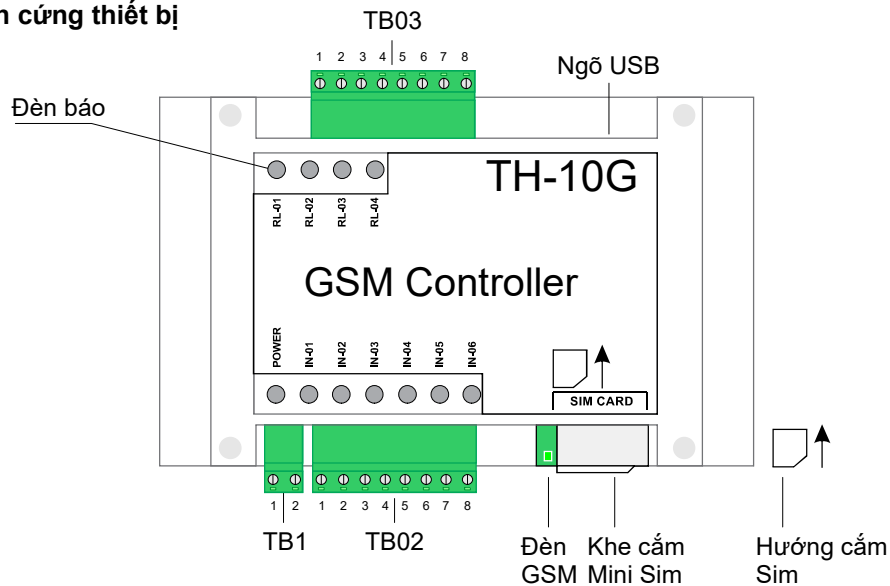 n cứng thiết bị
TB03
1 2 3 4 5 6 7 8
Ngõ USB
Đèn báo
TH-10G
RL-01 RL-02 RL-03 RL-04
GSM Controller
POWER IN-01 IN-02 IN-03 IN-04 IN-05 IN-06
SIM CARD
1 2 1 2 3 4 5 6 7 8
TB1 TB02
Đèn Khe cắm Hướng cắm
GSM Mini Sim Sim